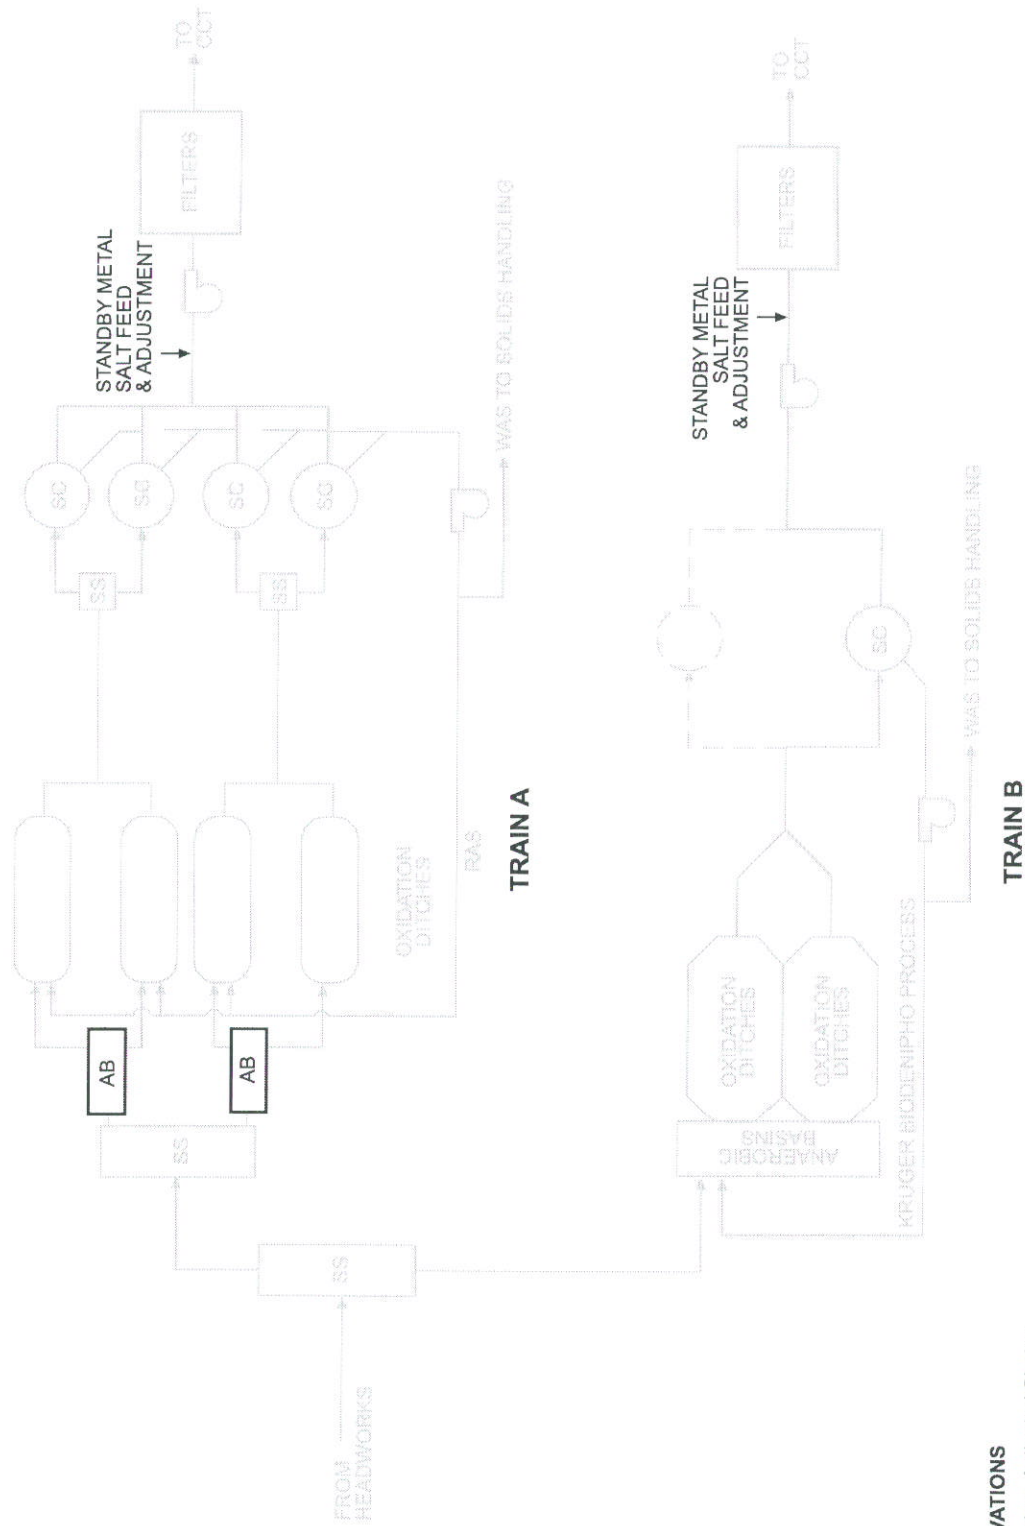 FROM
HEADWORKS
SS
SS
AB
AB
OXIDATION
DITCHES
RAS
SS
SS
SC
SC
SC
SC
STANDBY METAL
SALT FEED
& ADJUSTMENT
FILTERS
TO
CCT
WAS TO SOLIDS HANDLING
TRAIN A
ANAEROBIC
BASINS
OXIDATION
DITCHES
OXIDATION
DITCHES
KRUGER BIODENIPHO PROCESS
SC
STANDBY METAL
SALT FEED
& ADJUSTMENT
FILTERS
TO
CCT
WAS TO SOLIDS HANDLING
TRAIN B
VATIONS